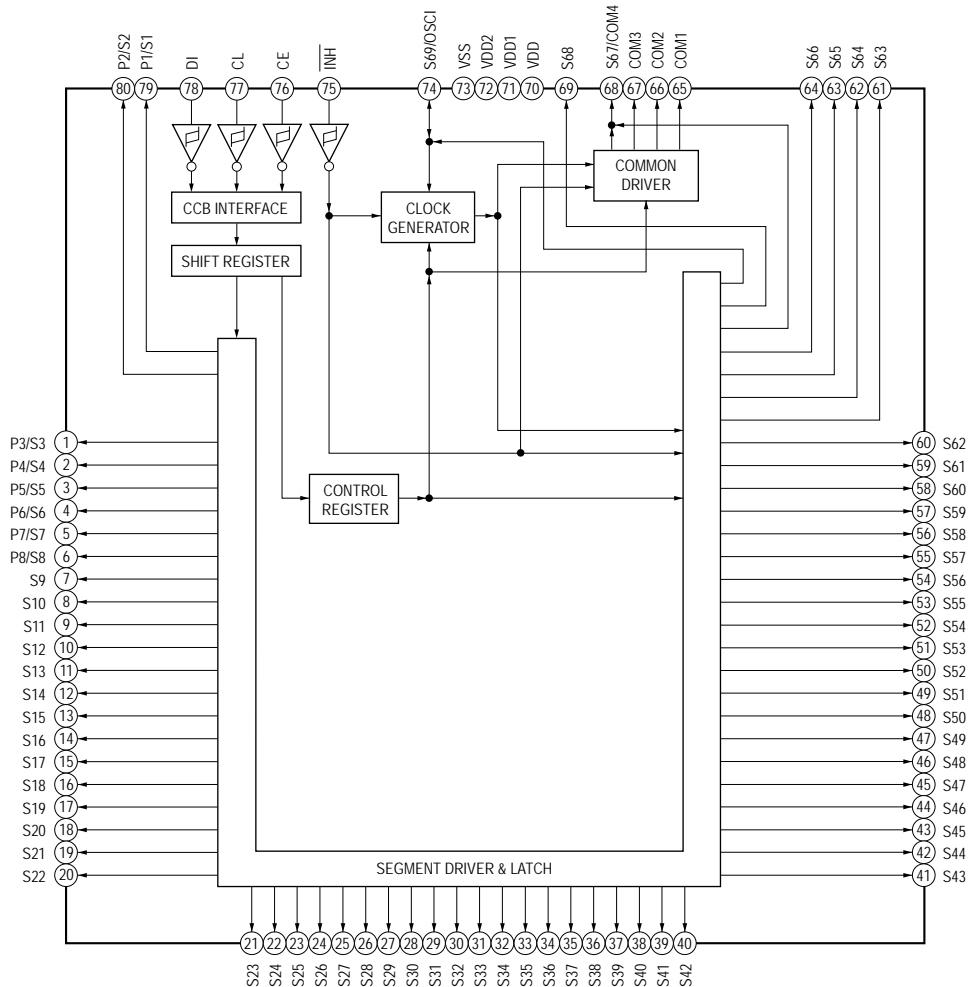 P2/S2
P1/S1
DI
CL
CE
INH
S69/OSCI
VSS
VDD2
VDD1
VDD
S68
S67/COM4
COM3
COM2
COM1
S66
S65
S64
S63
80
79
78
77
76
75
74
73
72
71
70
69
68
67
66
65
64
63
62
61
COMMON
DRIVER
CCB INTERFACE
CLOCK
GENERATOR
SHIFT REGISTER
P3/S3 1
60 S62
P4/S4 2
59 S61
P5/S5 3
58 S60
CONTROL
REGISTER
P6/S6 4
57 S59
P7/S7 5
56 S58
P8/S8 6
55 S57
S9 7
54 S56
S10 8
53 S55
S11 9
52 S54
S12 10
51 S53
S13 11
50 S52
S14 12
49 S51
S15 13
48 S50
S16 14
47 S49
S17 15
46 S48
S18 16
45 S47
S19 17
44 S46
S20 18
43 S45
S21 19
42 S44
S22 20
41 S43
SEGMENT DRIVER & LATCH
21
22
23
24
25
26
27
28
29
30
31
32
33
34
35
36
37
38
39
40
S23
S24
S25
S26
S27
S28
S29
S30
S31
S32
S33
S34
S35
S36
S37
S38
S39
S40
S41
S42